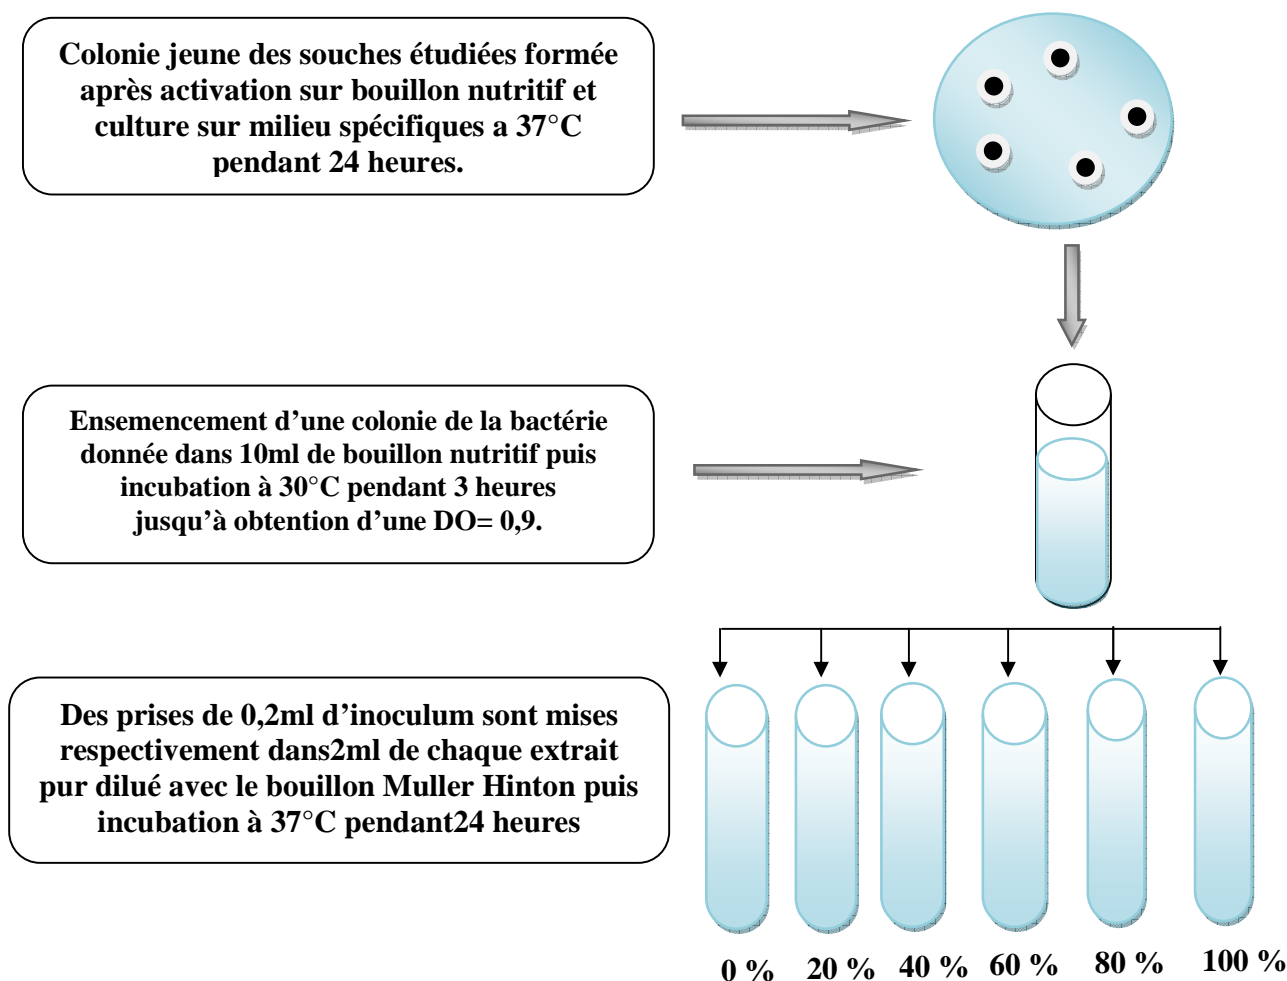 Colonie jeune des souches étudiées formée
après activation sur bouillon nutritif et
culture sur milieu spécifiques a 37°C
pendant 24 heures.
Ensemencement d’une colonie de la bactérie
donnée dans 10ml de bouillon nutritif puis
incubation à 30°C pendant 3 heures
jusqu’à obtention d’une DO= 0,9.
Des prises de 0,2ml d’inoculum sont mises
respectivement dans2ml de chaque extrait
pur dilué avec le bouillon Muller Hinton puis
incubation à 37°C pendant24 heures
0 % 20 % 40 % 60 % 80 % 100 %